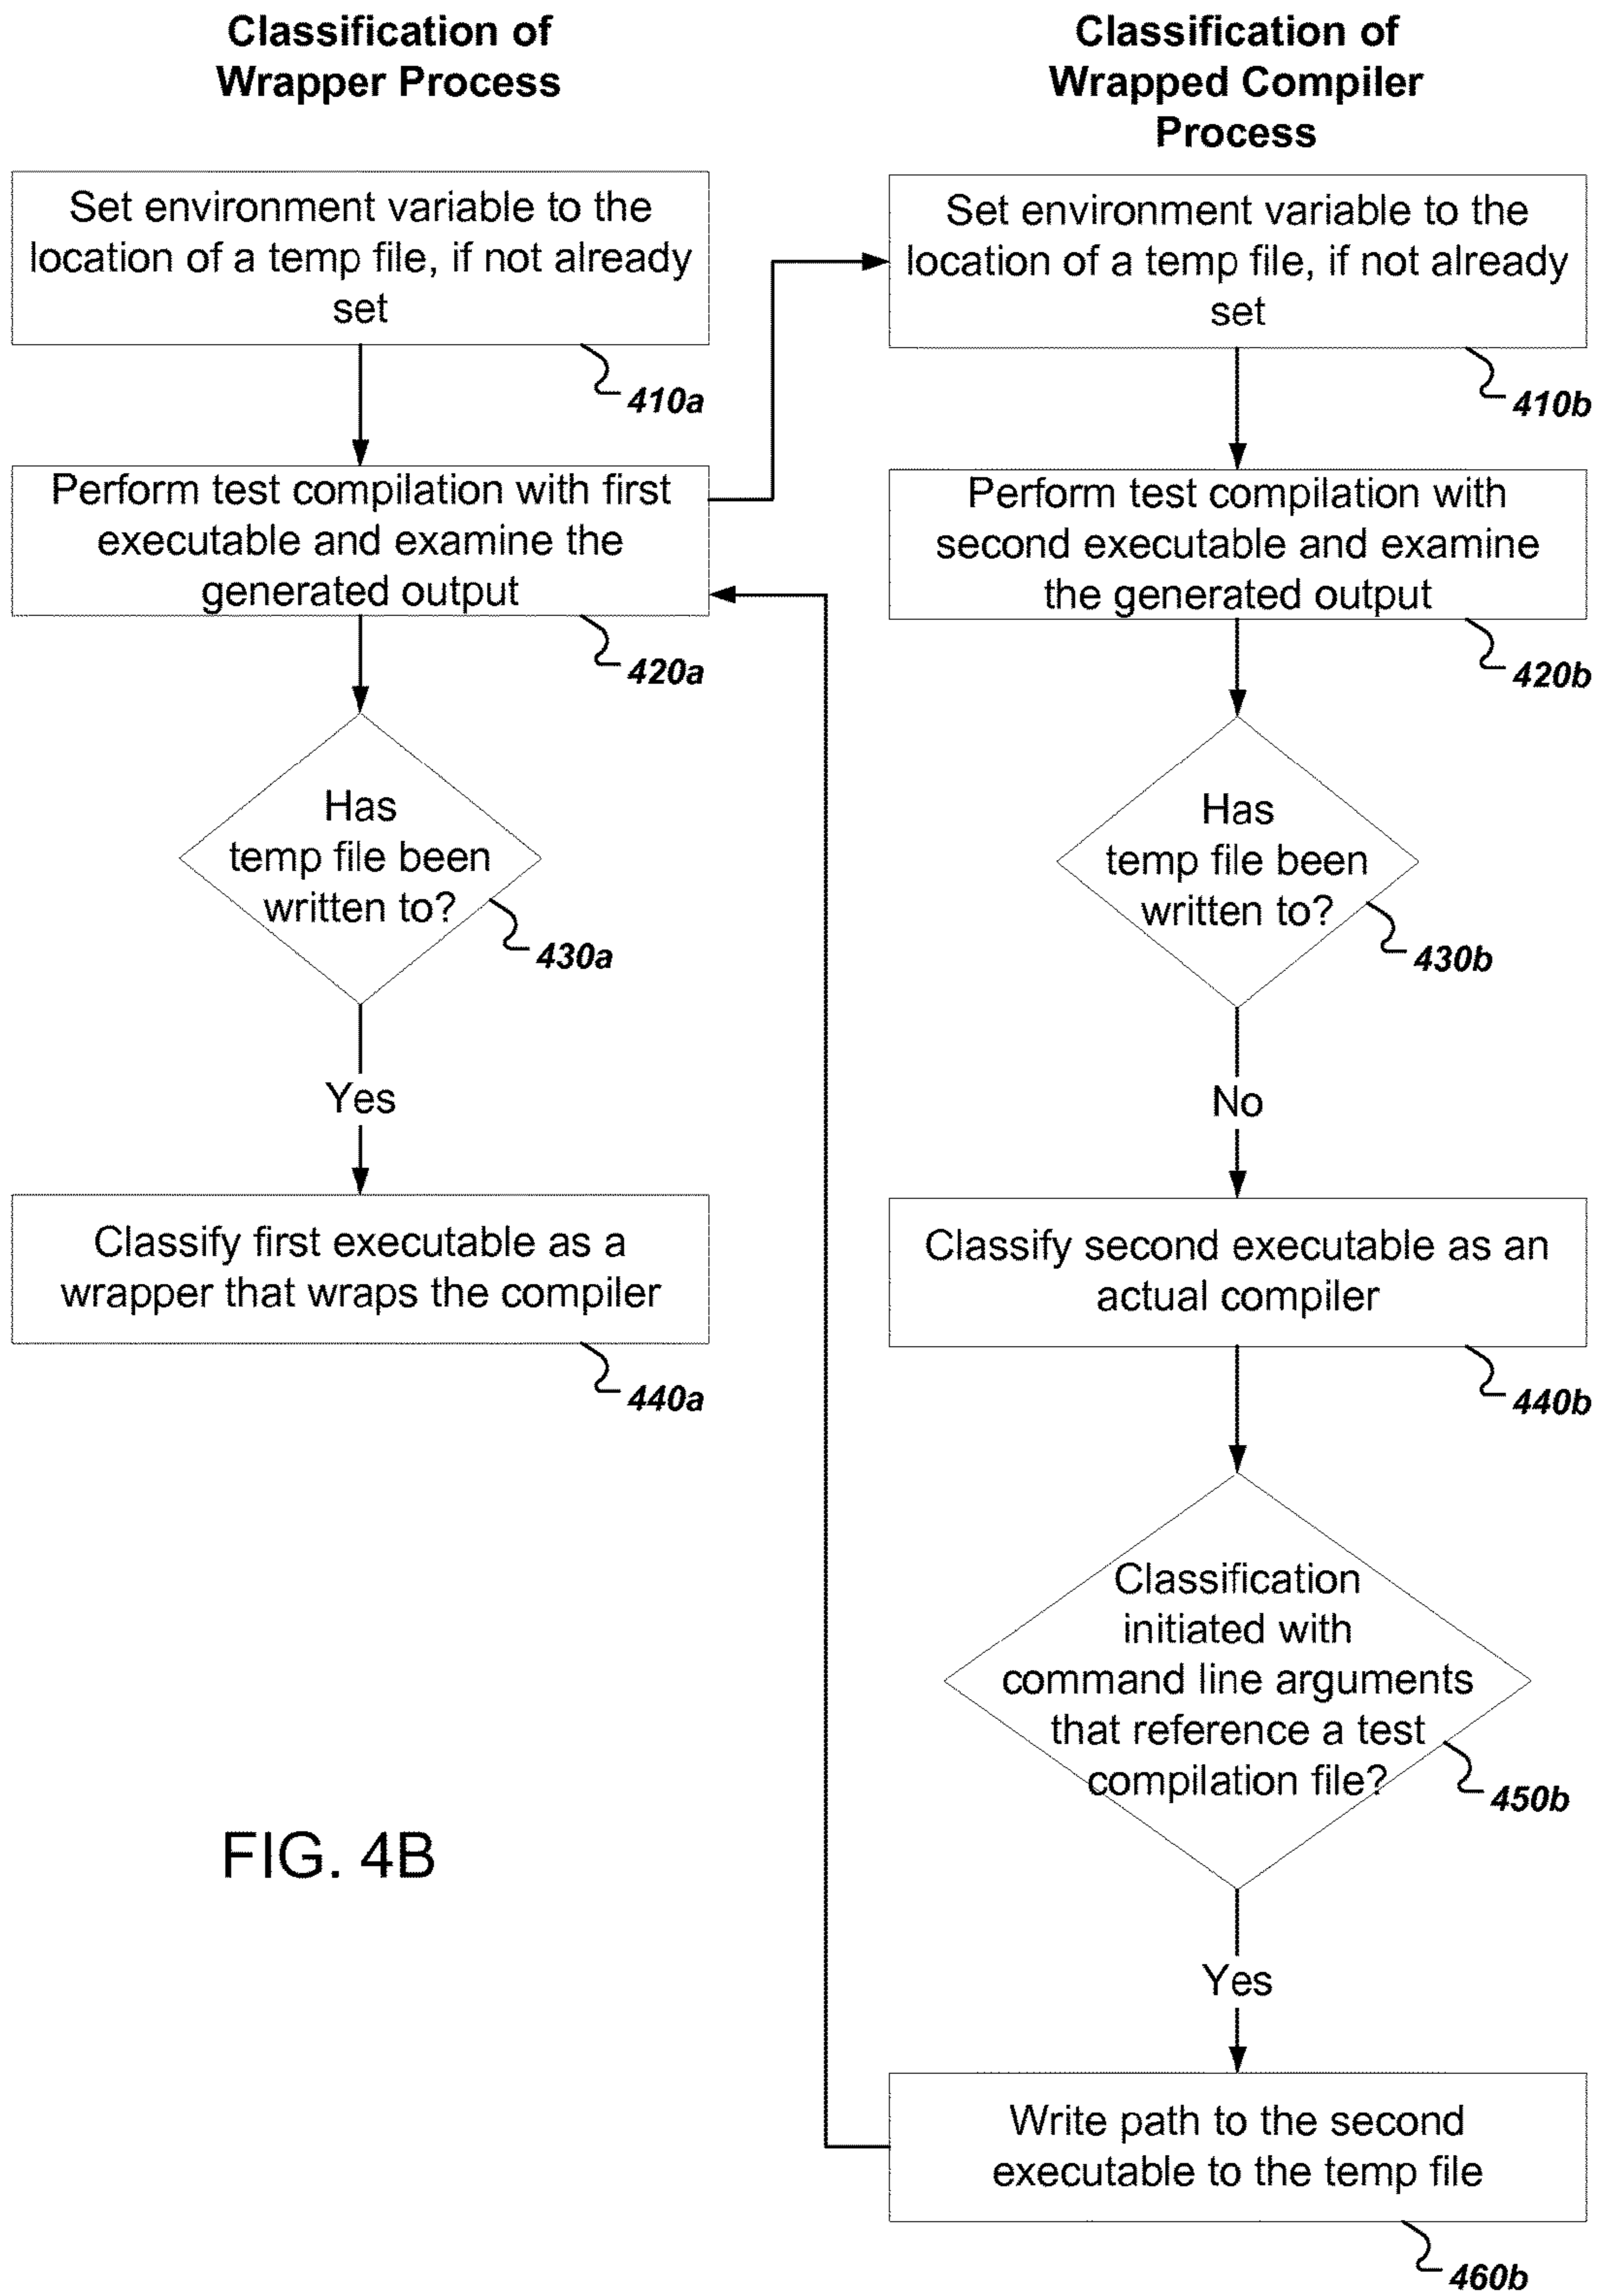 Classification of
Wrapper Process
Set environment variable to the
location of a temp file, if not already
set
410a
Perform test compilation with first
executable and examine the
generated output
420a
Has
temp file been
written to?
430a
Yes
Classify first executable as a
wrapper that wraps the compiler
440a
Classification of
Wrapped Compiler
Process
Set environment variable to the
location of a temp file, if not already
set
410b
Perform test compilation with
second executable and examine
the generated output
420b
Has
temp file been
written to?
430b
No
Classify second executable as an
actual compiler
440b
Classification
initiated with
command line arguments
that reference a test
compilation file?
450b
Yes
Write path to the second
executable to the temp file
460b
FIG. 4B